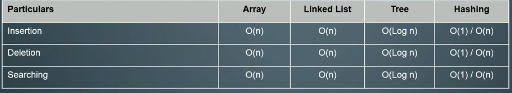 Particulars Array Linked List Tree Hashing
Insertion O(n) O(n) O(Log n) O(1) / O(n)
Deletion O(n) O(n) O(Log n) O(1) / O(n)
Searching O(n) O(n) O(Log n) O(1) / O(n)